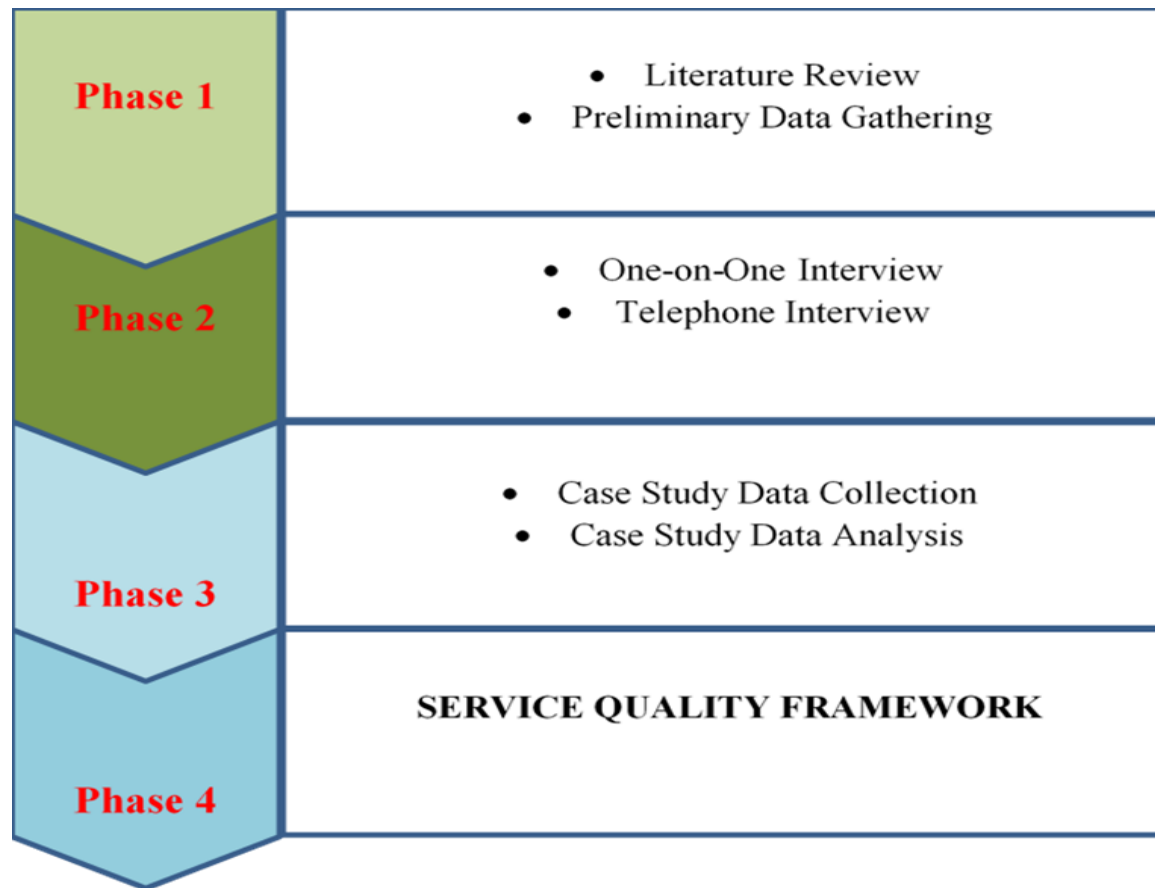 Phase 1
• Literature Review
• Preliminary Data Gathering
Phase 2
• One-on-One Interview
• Telephone Interview
Phase 3
• Case Study Data Collection
• Case Study Data Analysis
Phase 4
SERVICE QUALITY FRAMEWORK